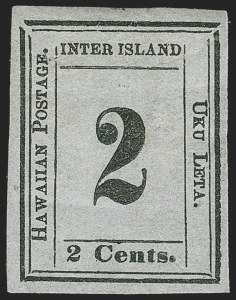 INTER ISLAND
HAWAIIAN POSTAGE.
2
UKU LETA.
2 Cents.